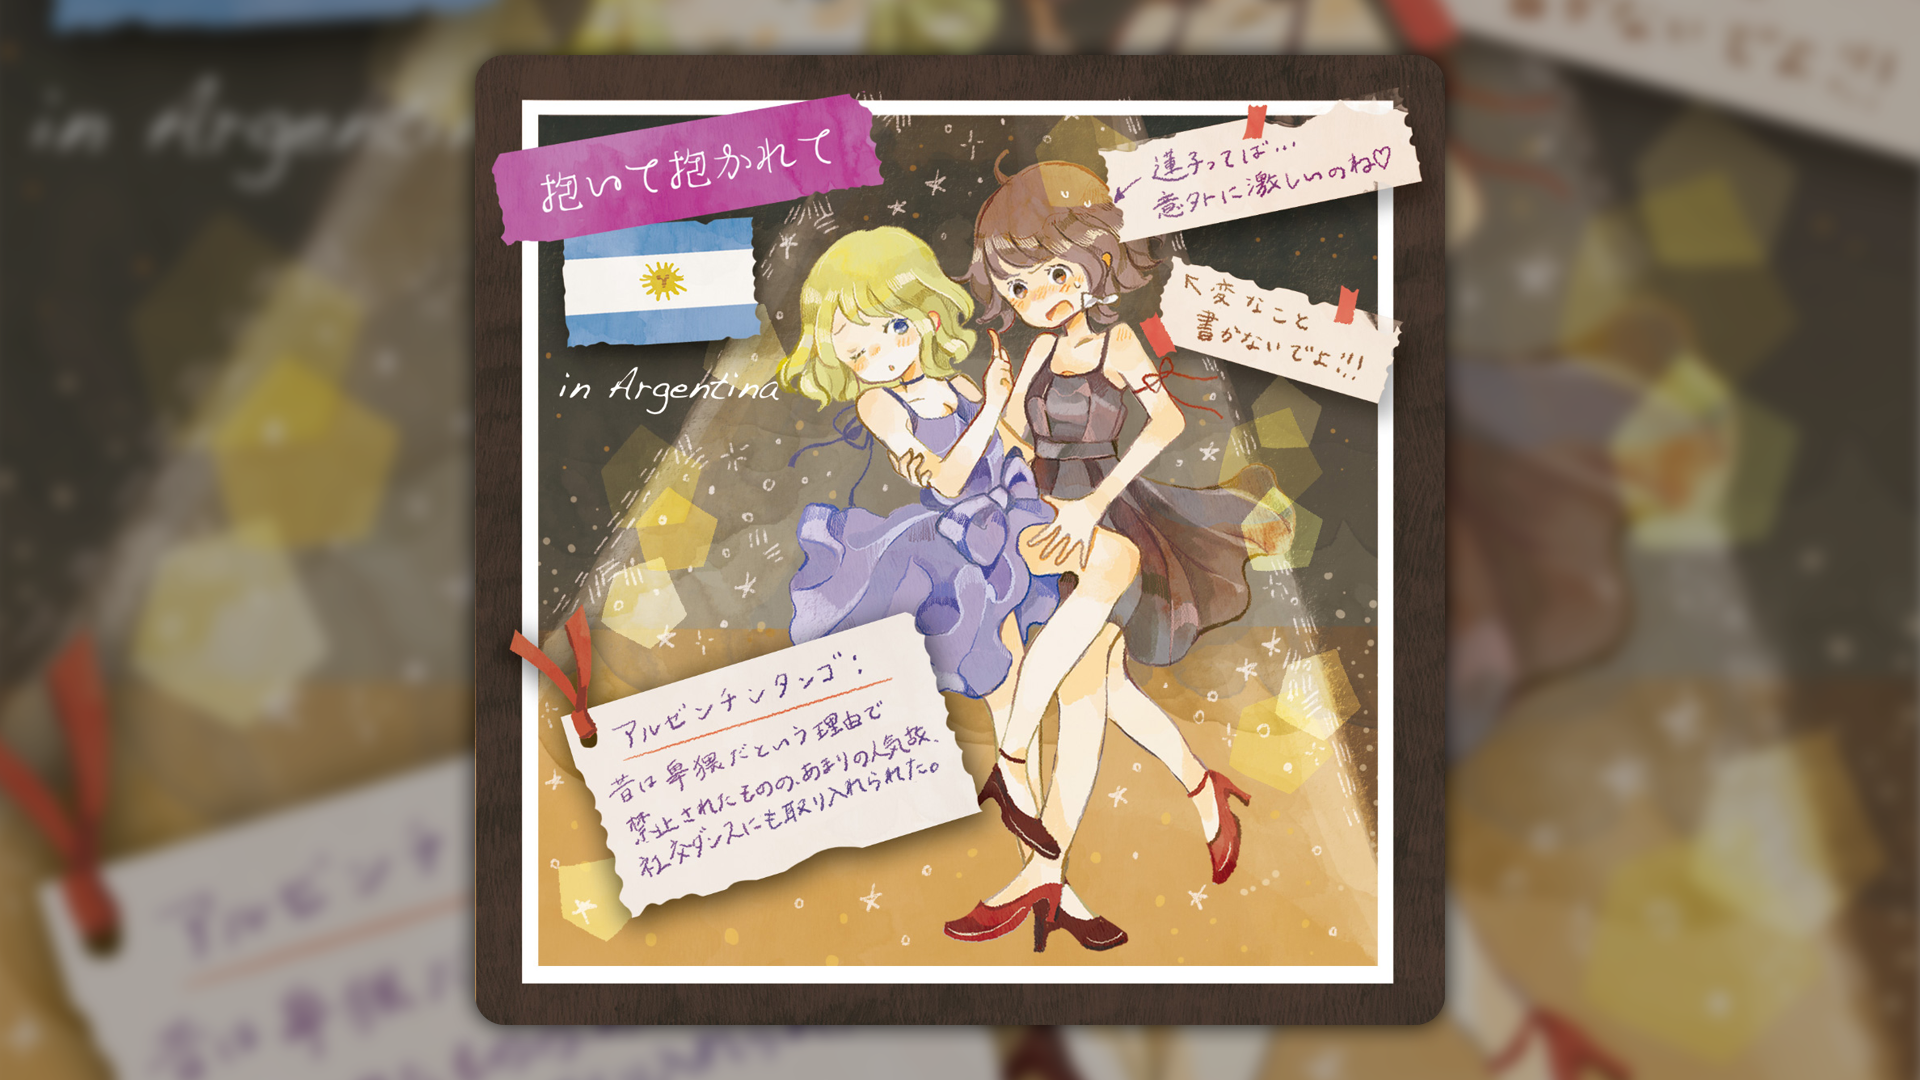 抱いて抱かれて
蓮子ってば…
意外に激しいのね♡
変なこと
書かないでよ!!!
in Argentina
アルゼンチンタンゴ:
昔は卑猥だという理由で
禁止されたものの、あまりの人気故、
社交ダンスにも取り入れられた。